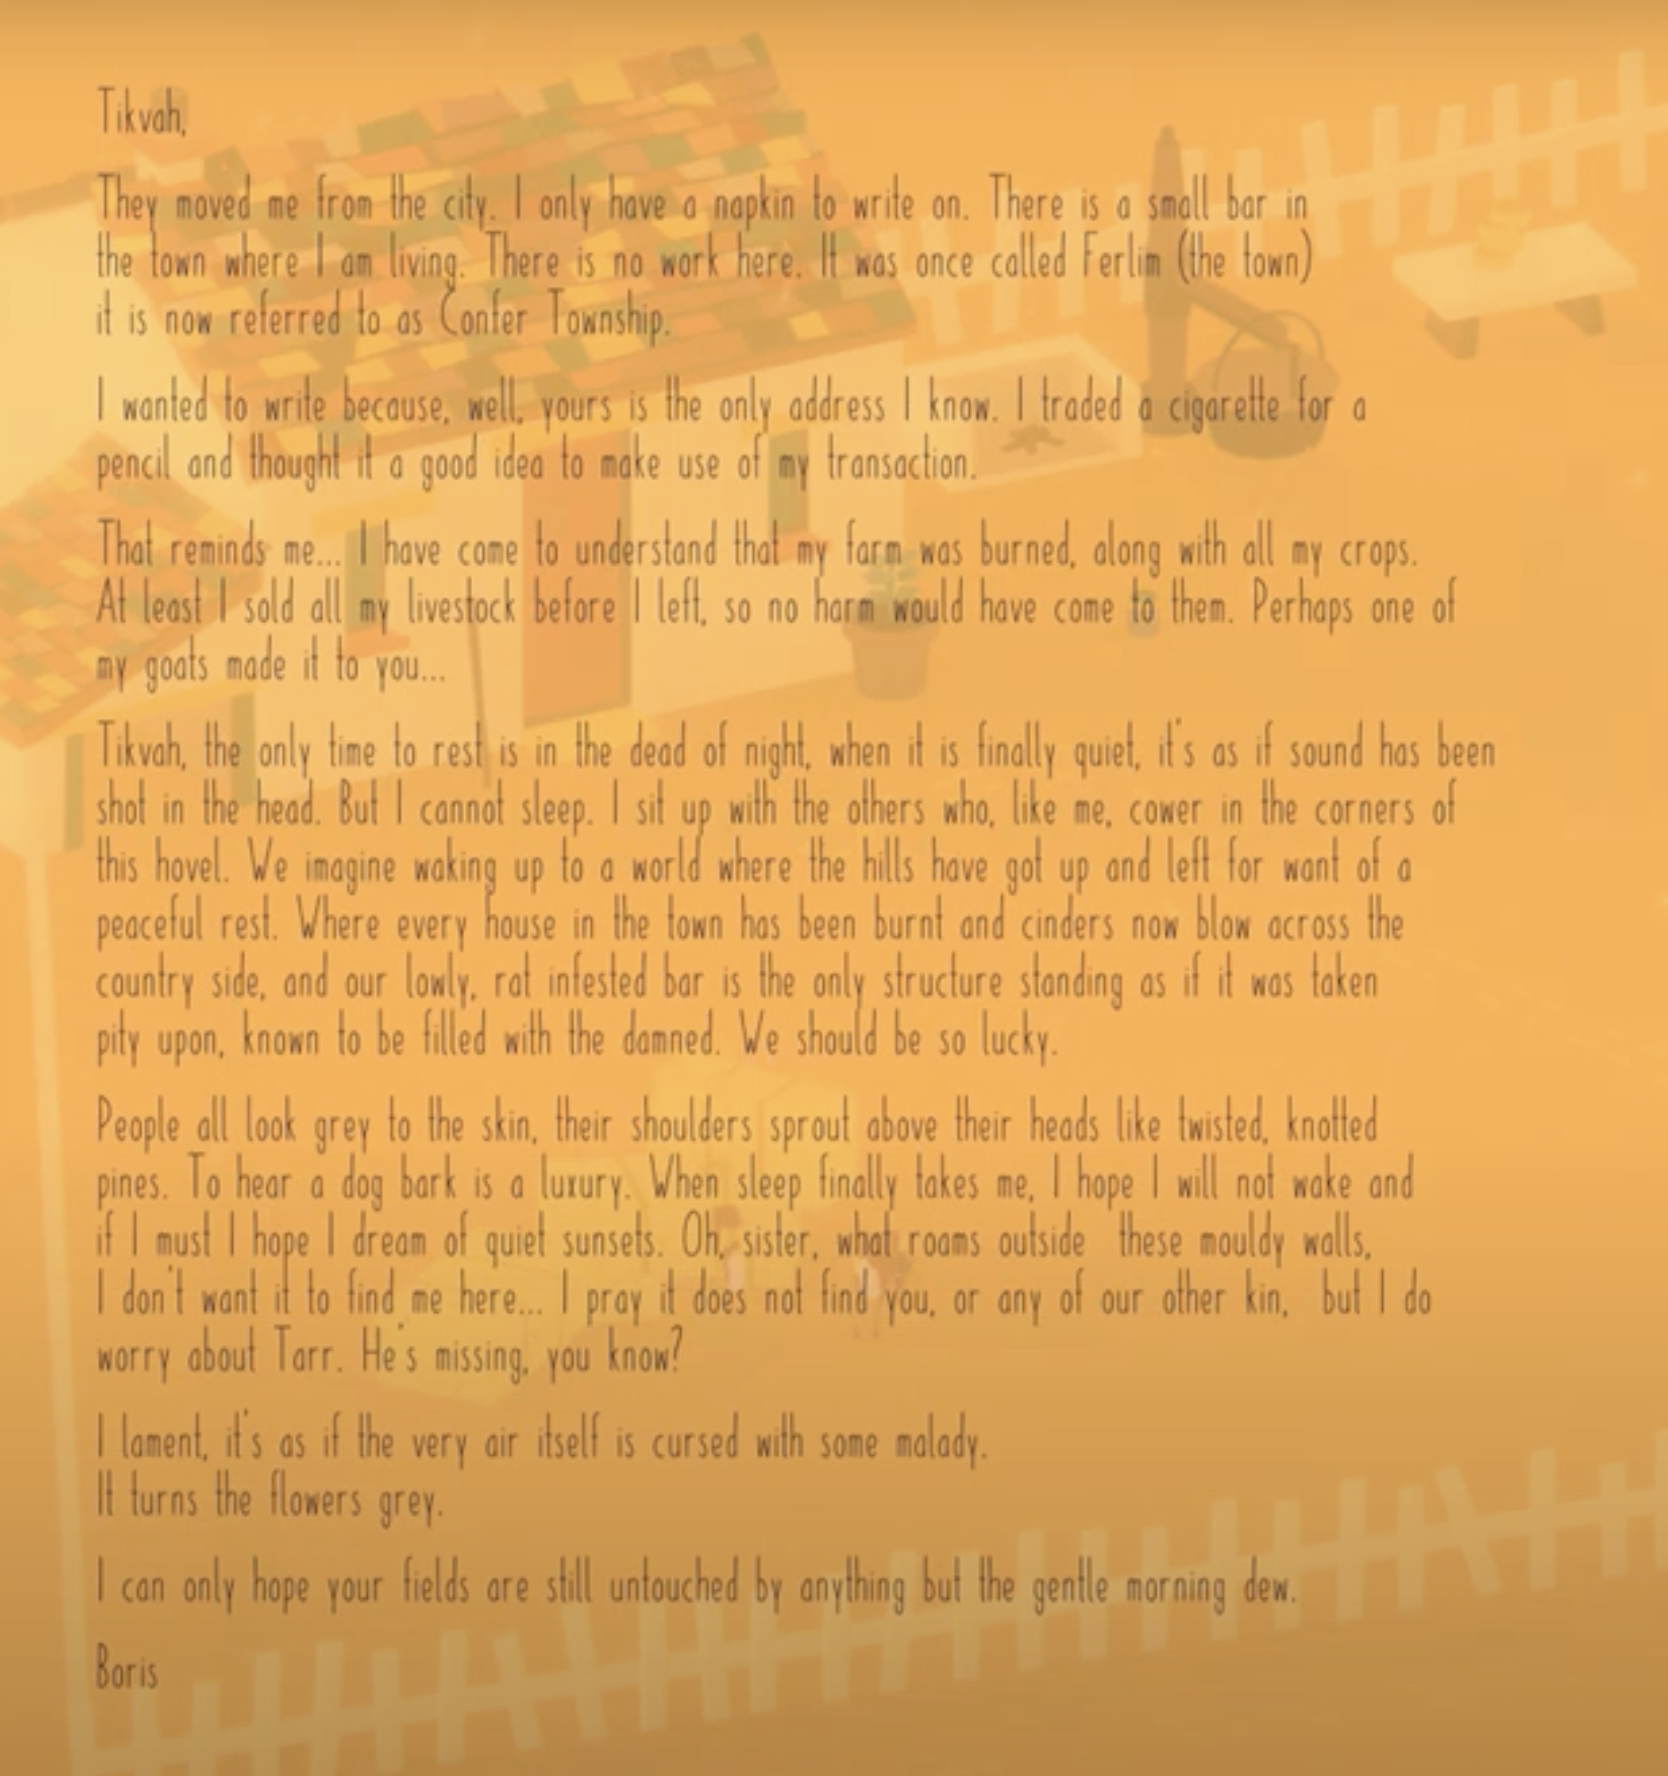 Tikvah,
They moved me from the city. I only have a napkin to write on. There is a small bar in
the town where I am living. There is no work here. It was once called Ferlim (the town)
it is now referred to as Confer Township.
I wanted to write because, well, yours is the only address I know. I traded a cigarette for a
pencil and thought it a good idea to make use of my transaction.
That reminds me... I have come to understand that my farm was burned, along with all my crops.
At least I sold all my livestock before I left, so no harm would have come to them. Perhaps one of
my goats made it to you...
Tikvah, the only time to rest is in the dead of night, when it is finally quiet, it's as if sound has been
shot in the head. But I cannot sleep. I sit up with the others who, like me, cower in the corners of
this hovel. We imagine waking up to a world where the hills have got up and left for want of a
peaceful rest. Where every house in the town has been burnt and cinders now blow across the
country side, and our lowly, rat infested bar is the only structure standing as if it was taken
pity upon, known to be filled with the damned. We should be so lucky.
People all look grey to the skin, their shoulders sprout above their heads like twisted, knotted
pines. To hear a dog bark is a luxury. When sleep finally takes me, I hope I will not wake and
if I must I hope I dream of quiet sunsets. Oh, sister, what roams outside these mouldy walls,
I don't want it to find me here... I pray it does not find you, or any of our other kin, but I do
worry about Tarr. He's missing, you know?
I lament, it's as if the very air itself is cursed with some malady.
It turns the flowers grey.
I can only hope your fields are still untouched by anything but the gentle morning dew.
Boris